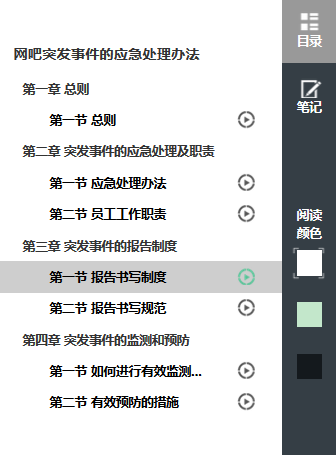 网吧突发事件的应急处理办法
第一章 总则
第一节 总则
第二章 突发事件的应急处理及职责
第一节 应急处理办法
第二节 员工工作职责
第三章 突发事件的报告制度
第一节 报告书写制度
第二节 报告书写规范
第四章 突发事件的监测和预防
第一节 如何进行有效监测...
第二节 有效预防的措施
目录
笔记
阅读
颜色